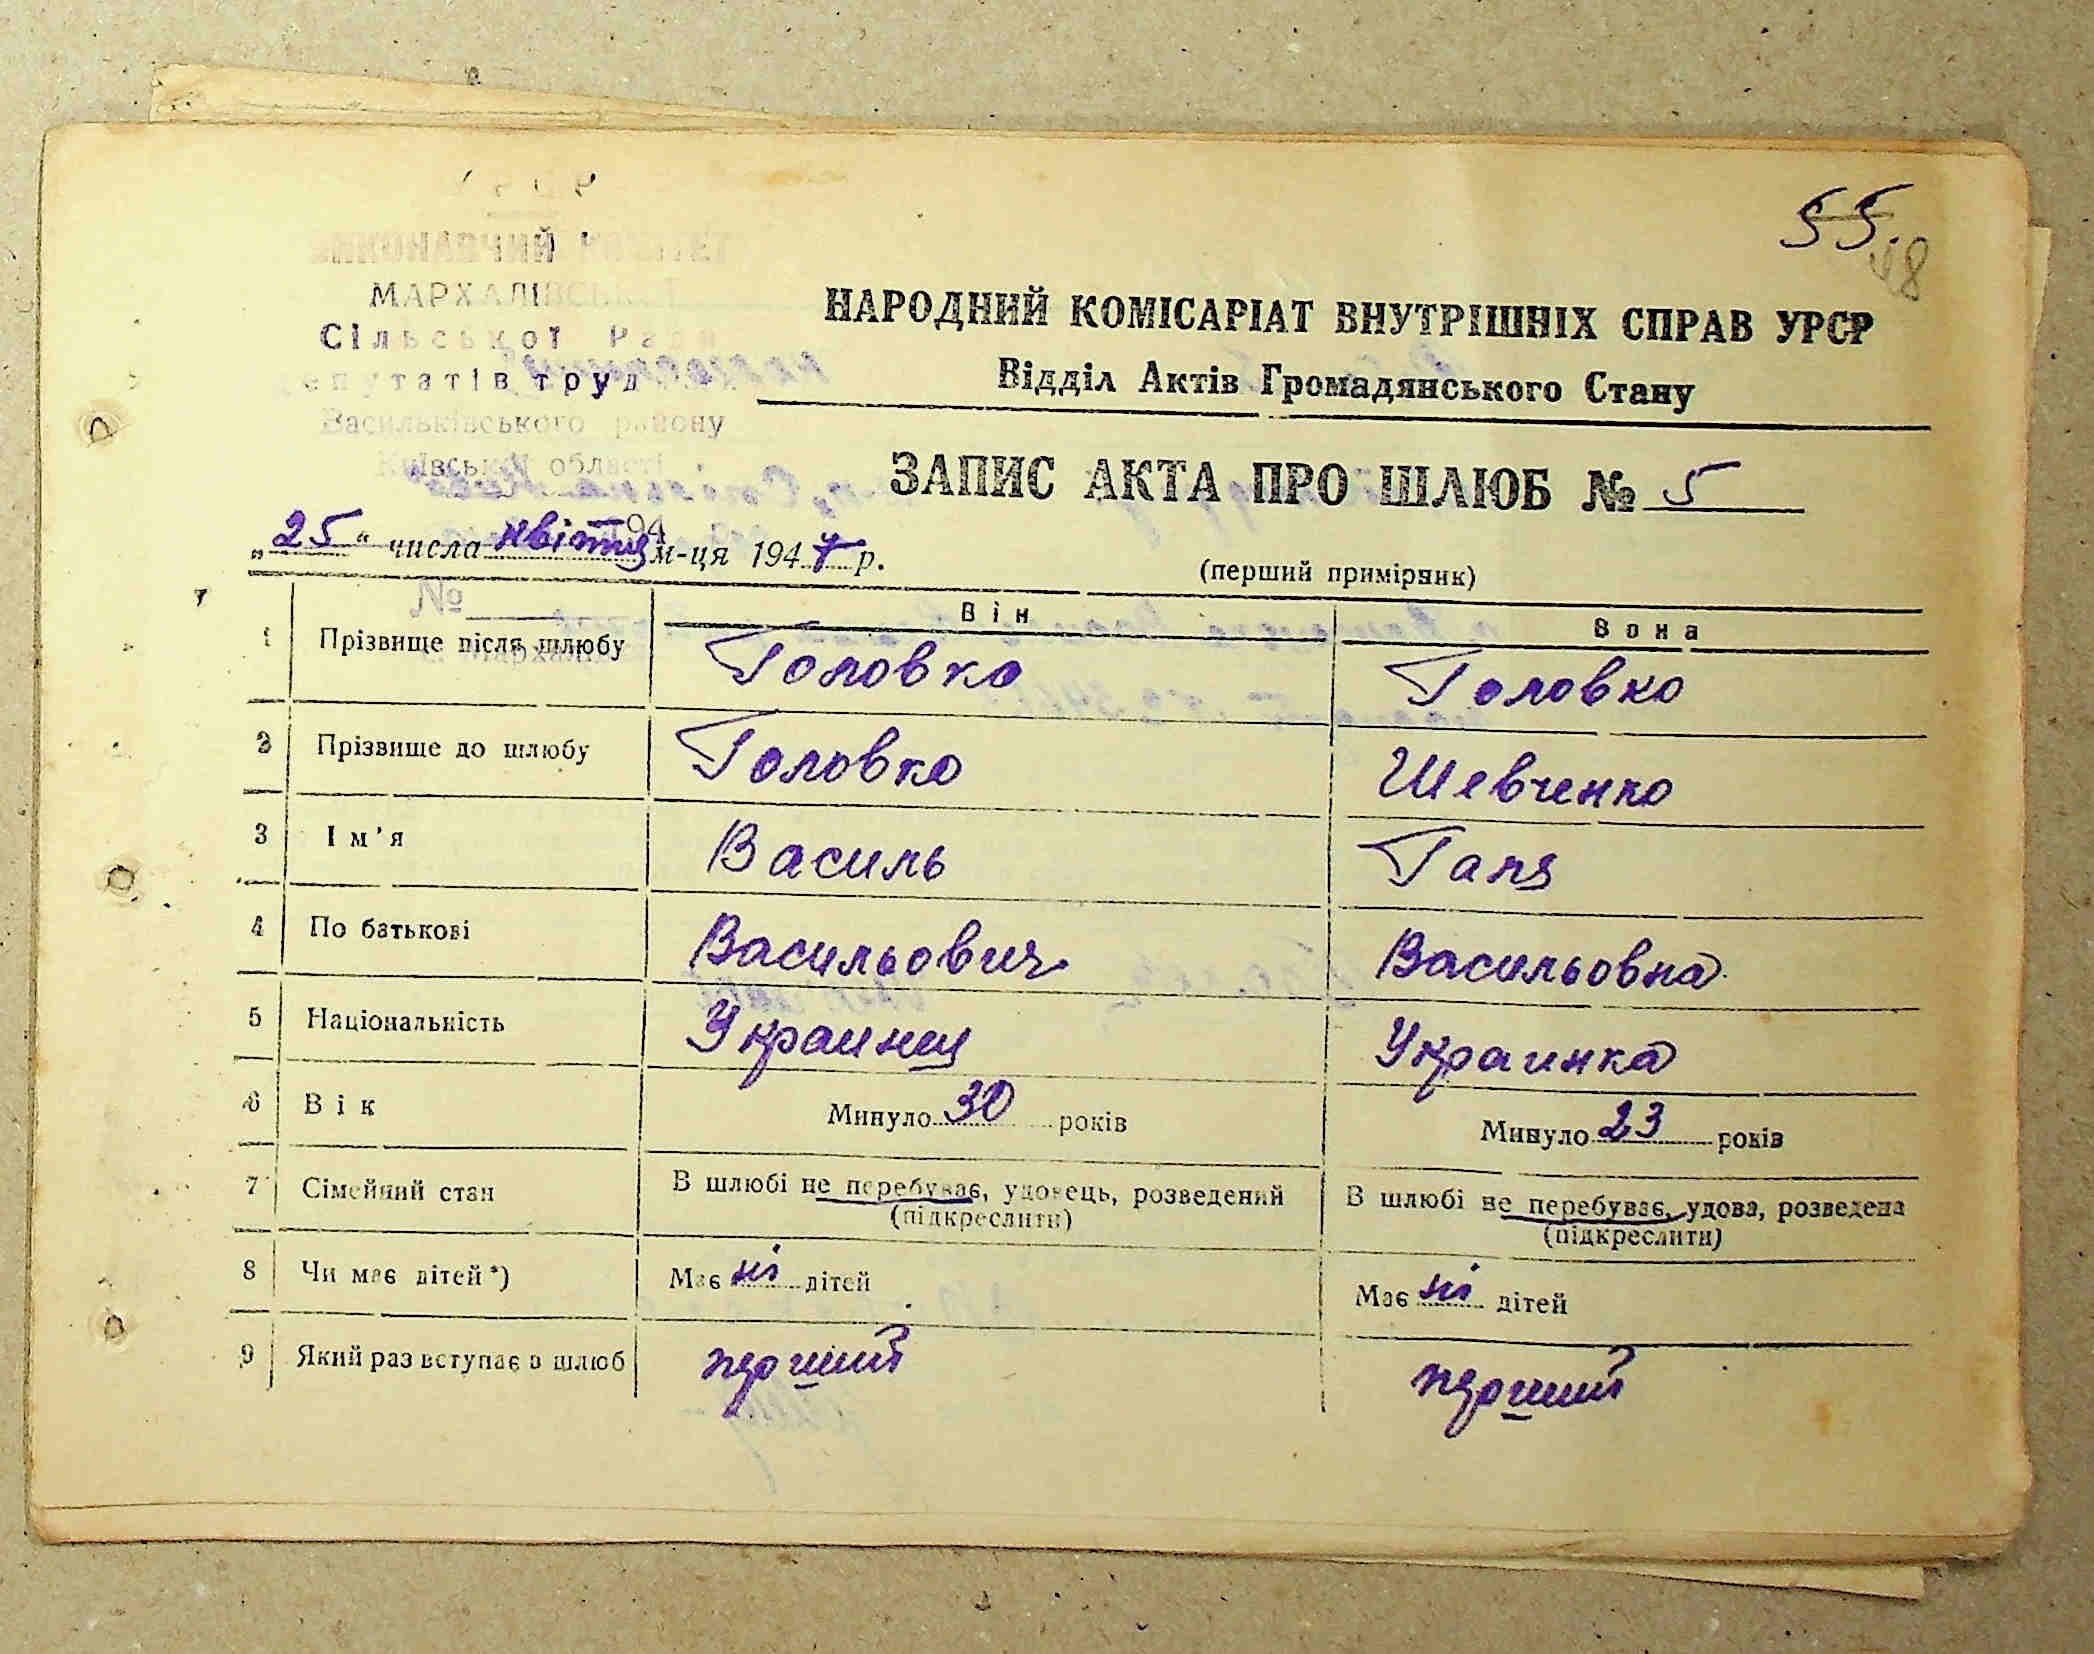 55.
18
ВИКОНАВЧИЙ КОМІТЕТ
МАРХАЛІВСЬКОЇ
Сільської Ради
депутатів труд
Васильківського району
Київської області
194
№
НАРОДНИЙ КОМІСАРІАТ ВНУТРІШНІХ СПРАВ УРСР
Відділ Актів Громадянського Стану
ЗАПИС АКТА ПРО ШЛЮБ № 5
„25“ числа квітня м-ця 1947 р.
(перший примірник)
Він Вона
1 Прізвище після шлюбу Головко Головко
2 Прізвище до шлюбу Головко Шевченко
3 Ім'я Василь Галя
4 По батькові Васильович Васильовна
5 Національність Украинец Украинка
6 Вік Минуло 30 років Минуло 23 років
7 Сімейний стан В шлюбі не перебуває, удовець, розведений В шлюбі не перебуває, удова, розведена
(підкреслити) (підкреслити)
8 Чи має дітей*) Має ні дітей Має ні дітей
9 Який раз вступає в шлюб перший перший